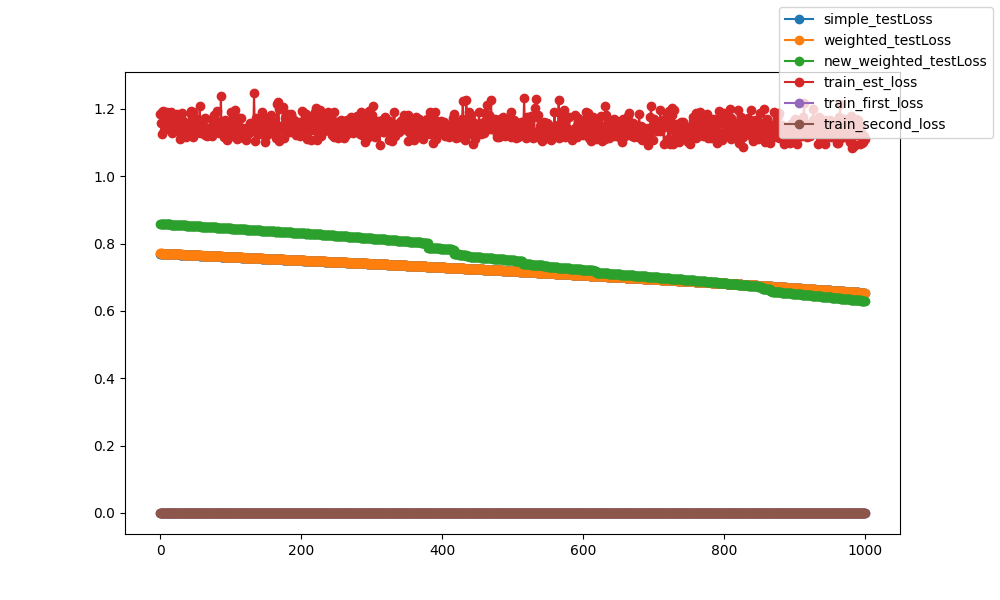 simple_testLoss
weighted_testLoss
new_weighted_testLoss
train_est_loss
train_first_loss
train_second_loss
1.2
1.0
0.8
0.6
0.4
0.2
0.0
0 200 400 600 800 1000